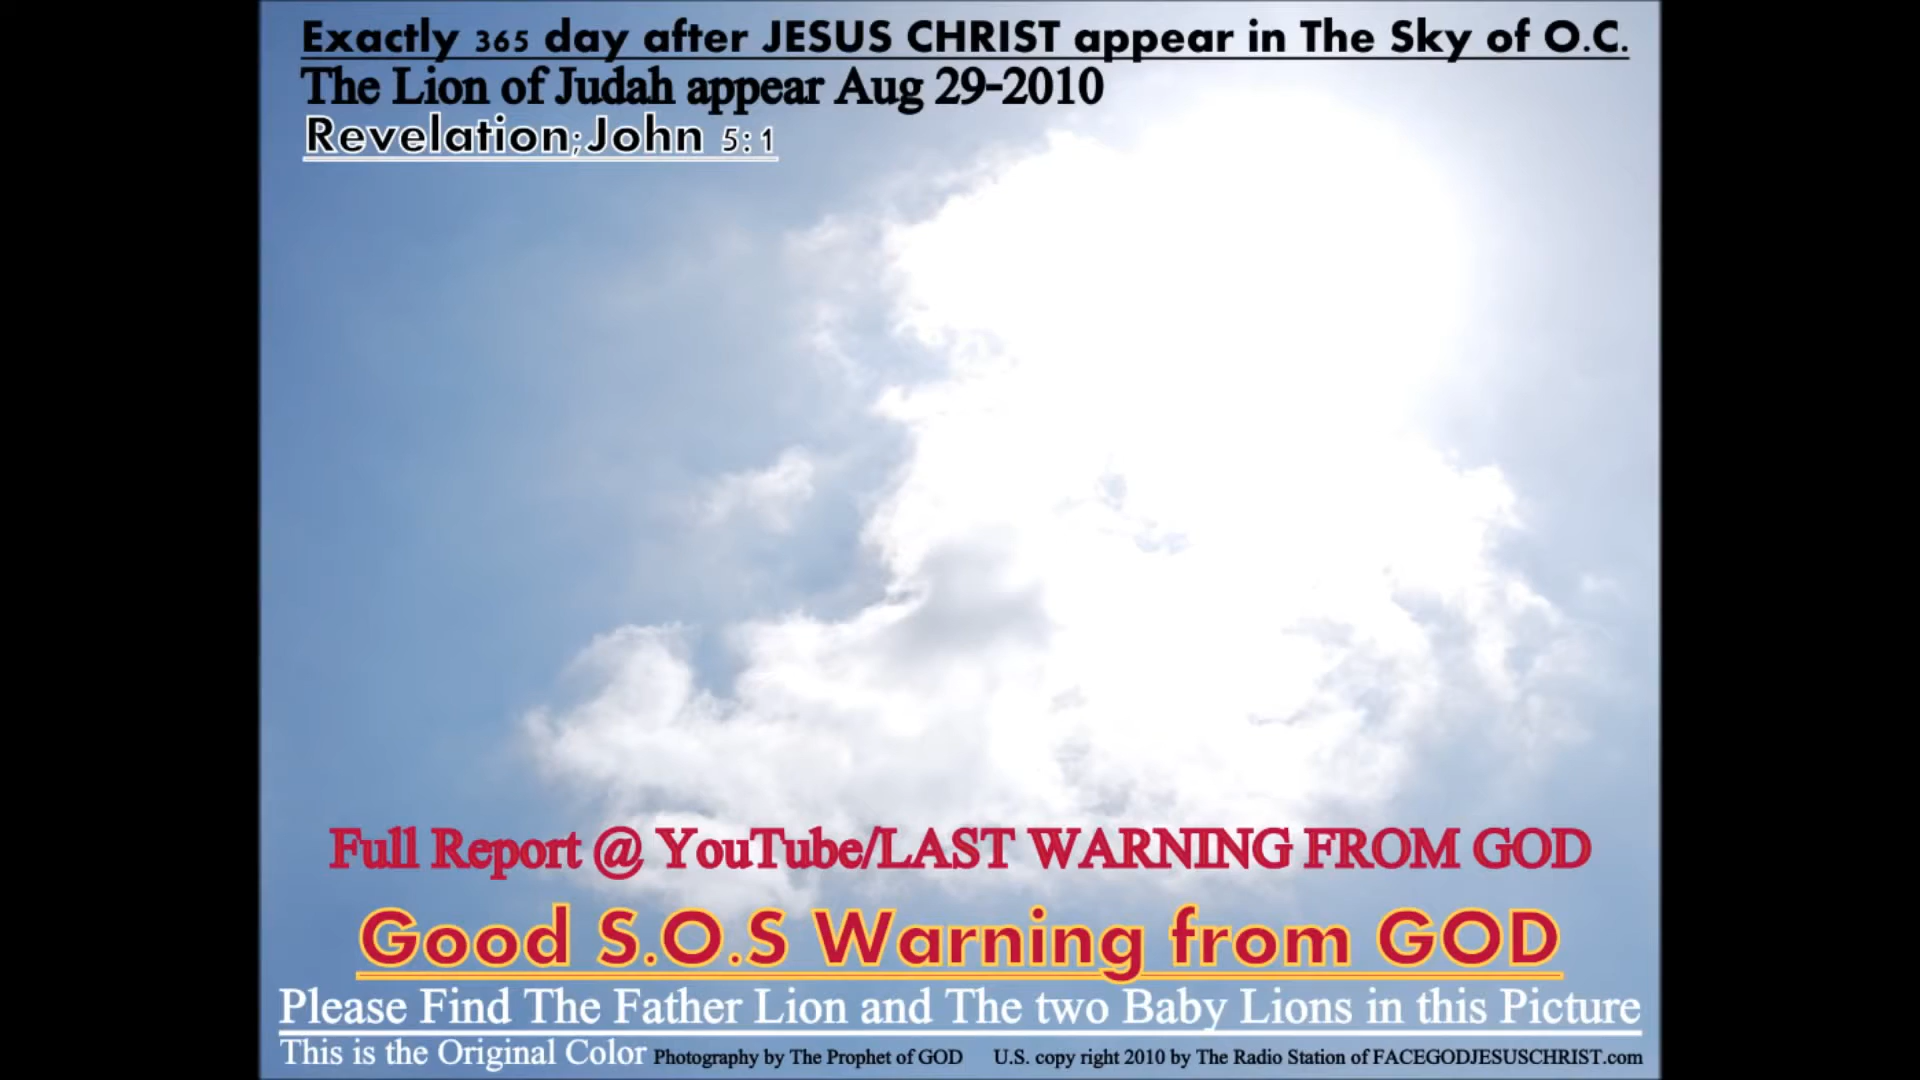 Exactly 365 day after JESUS CHRIST appear in The Sky of O.C.
The Lion of Judah appear Aug 29-2010
Revelation;John 5:1
Full Report @ YouTube/LAST WARNING FROM GOD
Good S.O.S Warning from GOD
Please Find The Father Lion and The two Baby Lions in this Picture
This is the Original Color Photography by The Prophet of GOD U.S. copy right 2010 by The Radio Station of FACEGODJESUSCHRIST.com